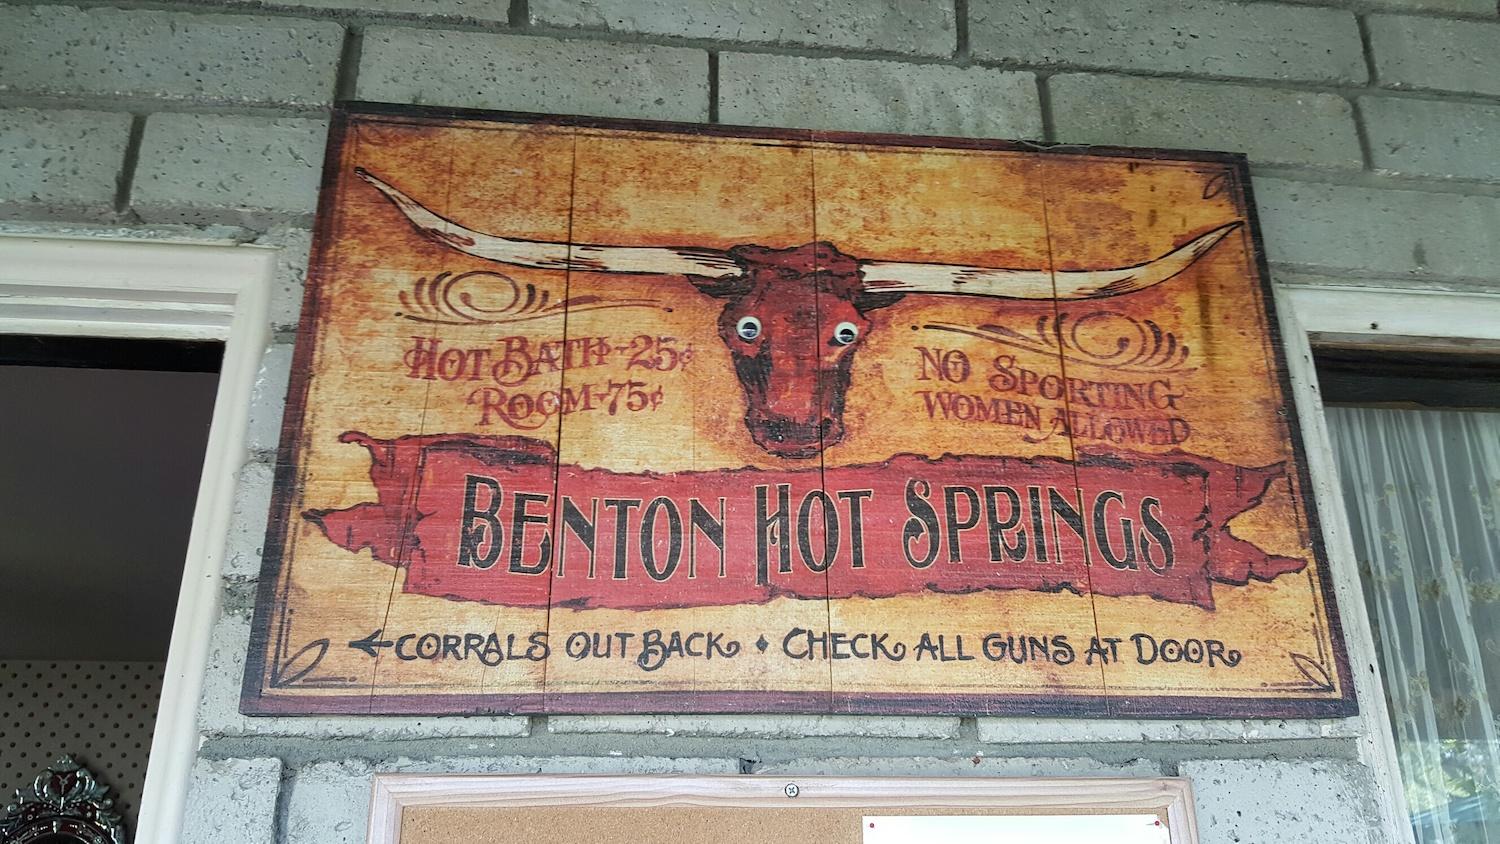 Hot Bath-25¢
Room-75¢
No Sporting
Women Allowed
Benton Hot Springs
←Corrals Out Back ♦ Check All Guns At Door